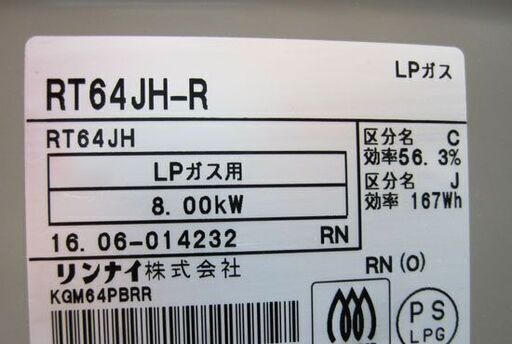 LPガス
RT64JH-R
RT64JH
LPガス用
8.00kW
区分名 C
効率56.3%
区分名 J
効率 167Wh
16.06-014232 RN
リンナイ株式会社
RN(O)
KGM64PBRR
PS
LPG